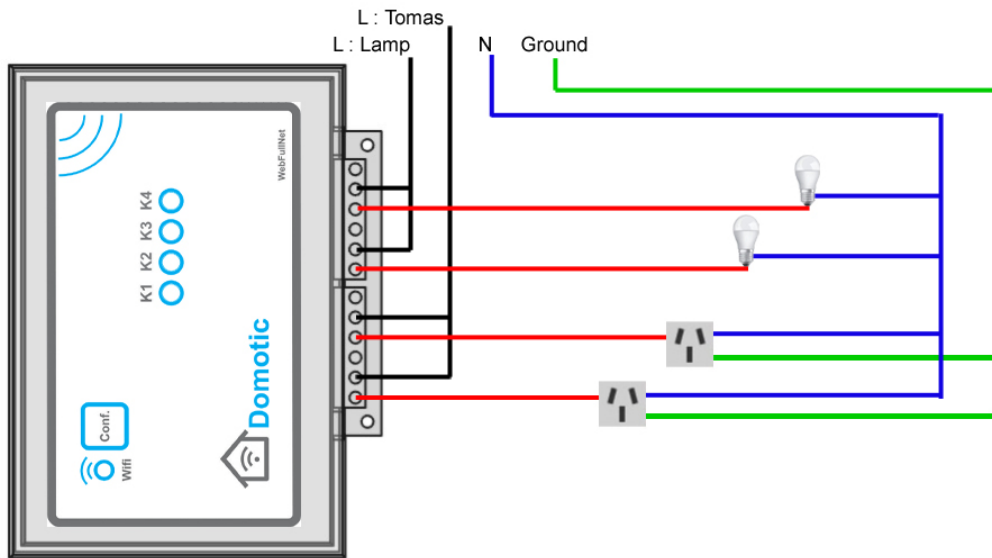 L : Tomas
L : Lamp
N
Ground
WebFullNet
K4
K3
K2
K1
Domotic
Conf.
Wifi